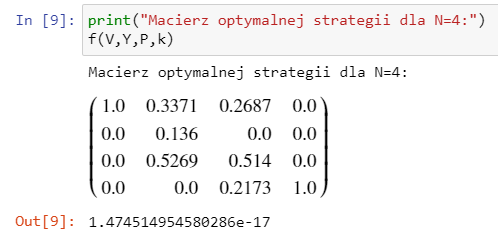 In [9]: print("Macierz optymalnej strategii dla N=4:")
f(V,Y,P,k)
Macierz optymalnej strategii dla N=4:
1.0 0.3371 0.2687 0.0
0.0 0.136 0.0 0.0
0.0 0.5269 0.514 0.0
0.0 0.0 0.2173 1.0
Out[9]: 1.474514954580286e-17